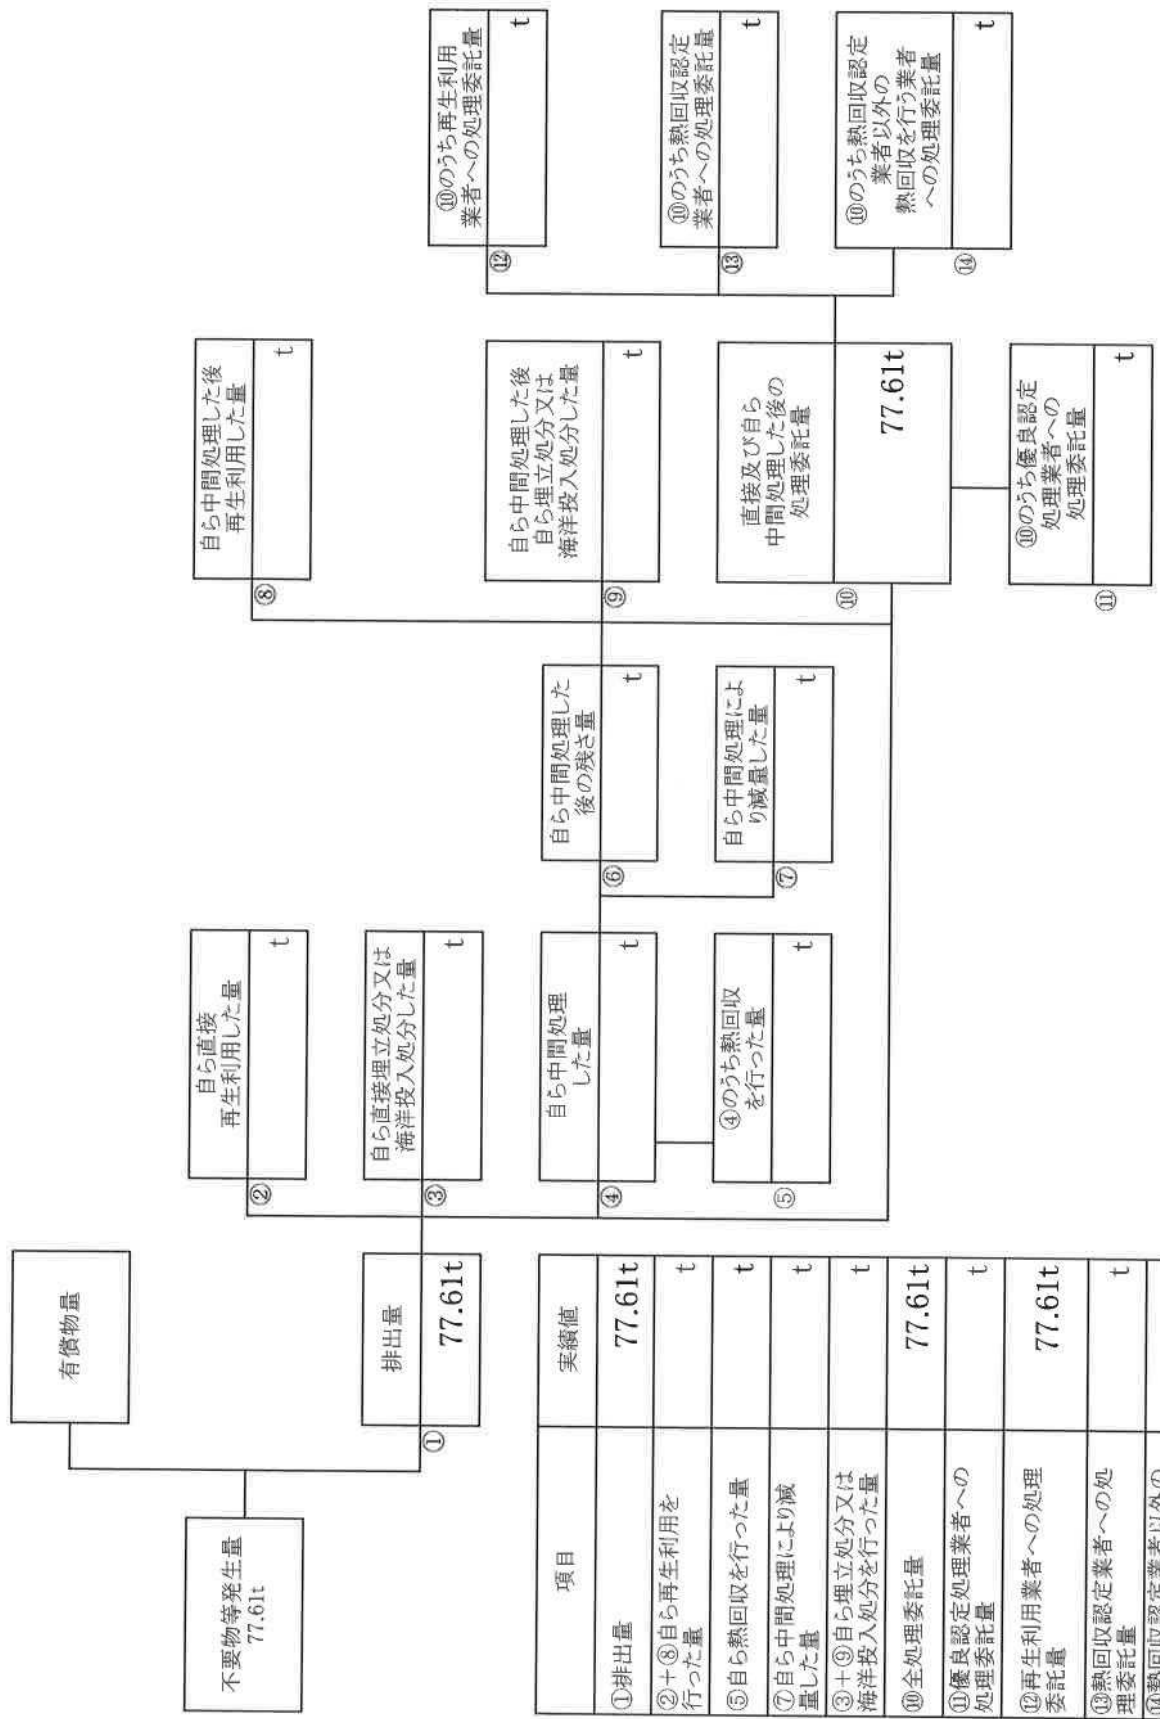 不要物等発生量
77.61t
有償物量
①
排出量
77.61t
②
自ら直接
再生利用した量
t
③
自ら直接埋立処分又は
海洋投入処分した量
t
④
自ら中間処理
した量
t
⑤
④のうち熱回収
を行った量
t
⑥
自ら中間処理した
後の残さ量
t
⑦
自ら中間処理によ
り減量した量
t
⑧
自ら中間処理した後
再生利用した量
t
⑨
自ら中間処理した後
自ら埋立処分又は
海洋投入処分した量
t
⑩
直接及び自ら
中間処理した後の
処理委託量
77.61t
⑪
⑩のうち優良認定
処理業者への
処理委託量
t
⑫
⑩のうち再生利用
業者への処理委託量
t
⑬
⑩のうち熱回収認定
業者への処理委託量
t
⑭
⑩のうち熱回収認定
業者以外の
熱回収を行う業者
への処理委託量
t
項目 実績値
①排出量 77.61t
②+⑧自ら再生利用を
行った量 t
⑤自ら熱回収を行った量 t
⑦自ら中間処理により減
量した量 t
③+⑨自ら埋立処分又は
海洋投入処分を行った量 t
⑩全処理委託量 77.61t
⑪優良認定処理業者への
処理委託量 t
⑫再生利用業者への処理
委託量 77.61t
⑬熱回収認定業者への処
理委託量 t
⑭熱回収認定業者以外の